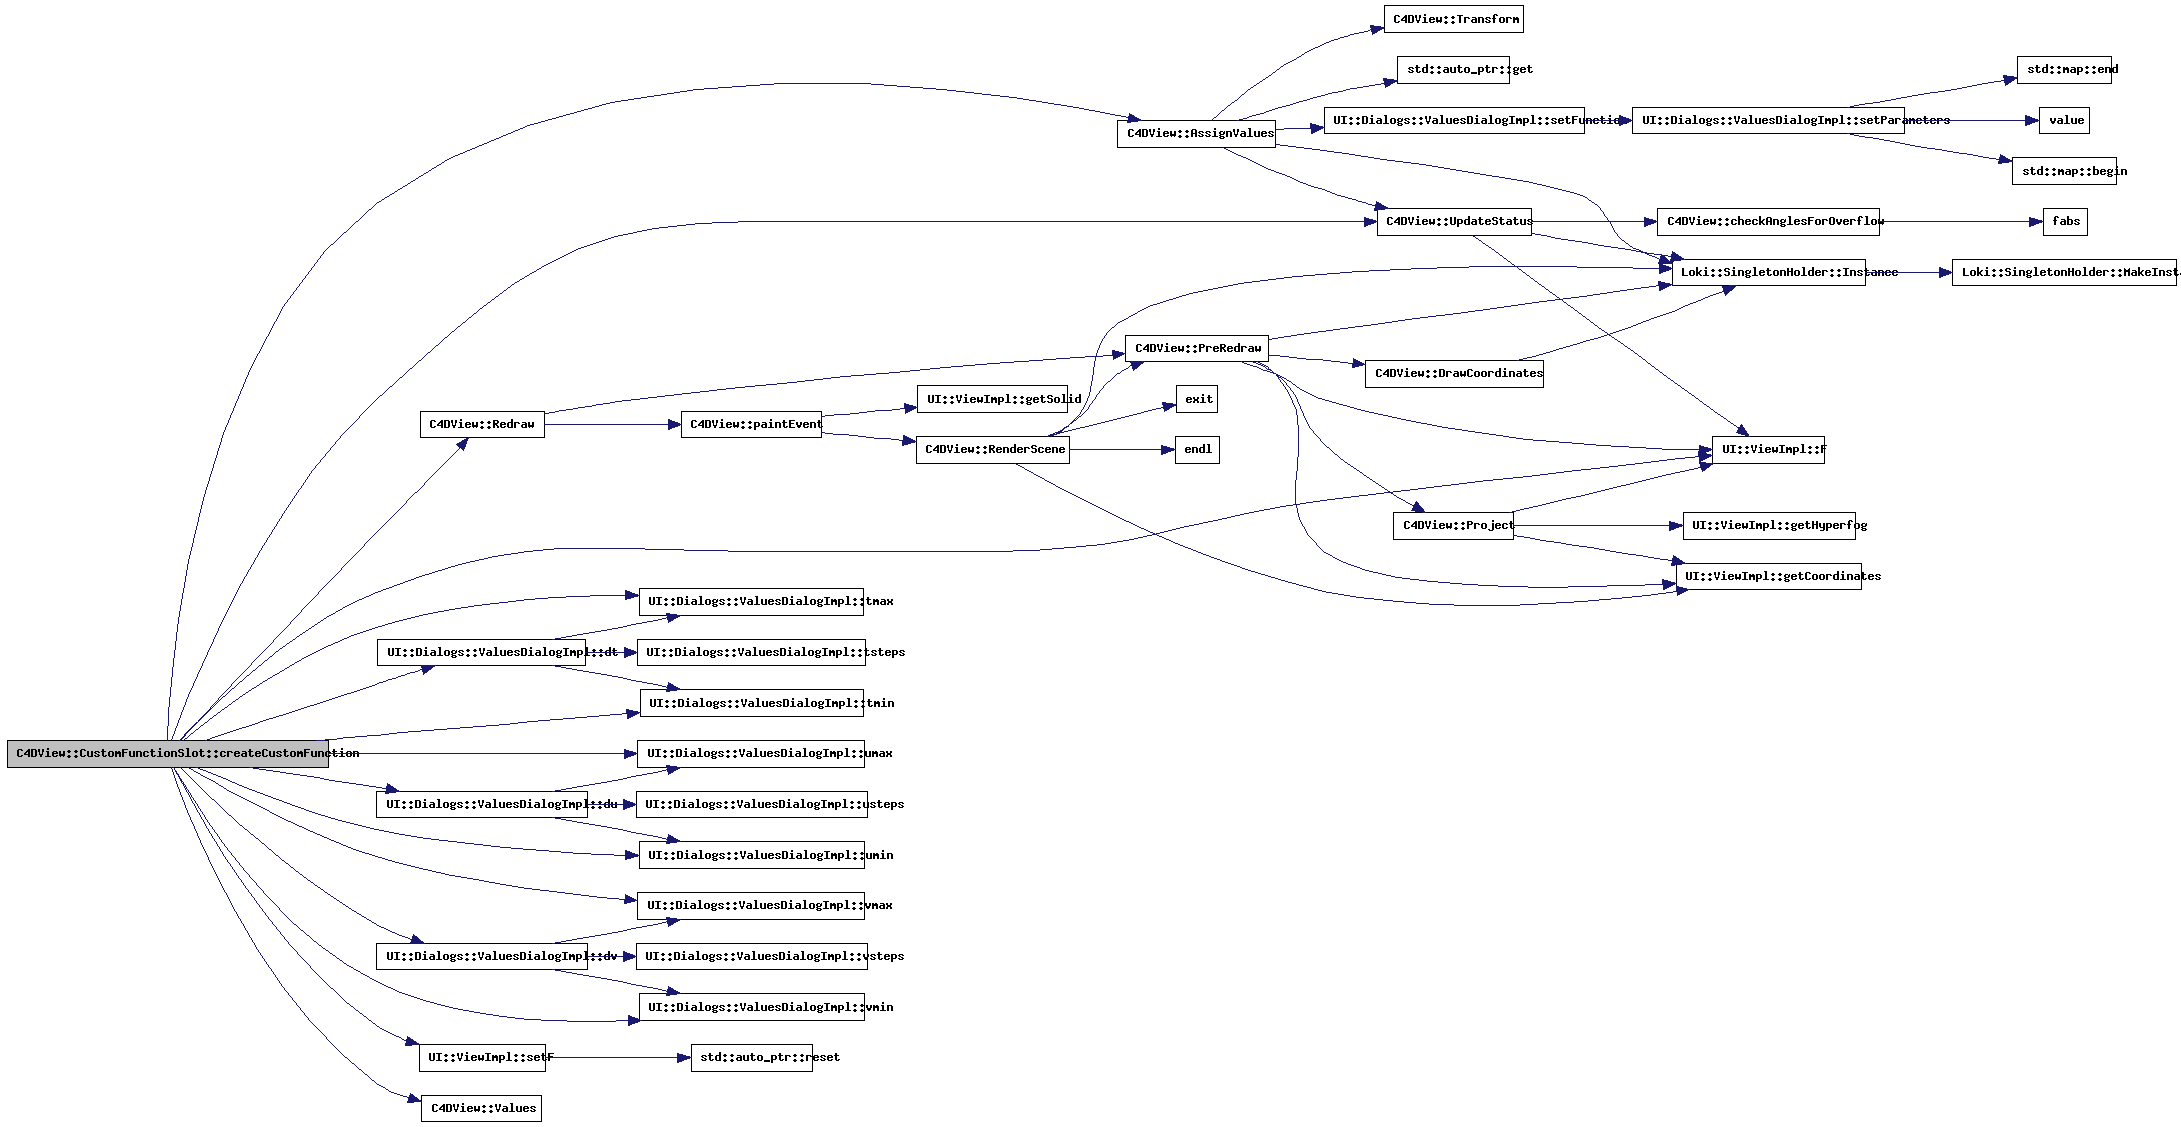 C4DView::Transform
std::auto_ptr::get
std::map::end
C4DView::AssignValues
UI::Dialogs::ValuesDialogImpl::setFunction
UI::Dialogs::ValuesDialogImpl::setParameters
value
std::map::begin
C4DView::UpdateStatus
C4DView::checkAnglesForOverflow
fabs
Loki::SingletonHolder::Instance
Loki::SingletonHolder::MakeInst
C4DView::PreRedraw
C4DView::DrawCoordinates
UI::ViewImpl::getSolid
exit
C4DView::Redraw
C4DView::paintEvent
C4DView::RenderScene
endl
UI::ViewImpl::F
C4DView::Project
UI::ViewImpl::getHyperfog
UI::ViewImpl::getCoordinates
UI::Dialogs::ValuesDialogImpl::tmax
UI::Dialogs::ValuesDialogImpl::dt
UI::Dialogs::ValuesDialogImpl::tsteps
UI::Dialogs::ValuesDialogImpl::tmin
C4DView::CustomFunctionSlot::createCustomFunction
UI::Dialogs::ValuesDialogImpl::umax
UI::Dialogs::ValuesDialogImpl::du
UI::Dialogs::ValuesDialogImpl::usteps
UI::Dialogs::ValuesDialogImpl::umin
UI::Dialogs::ValuesDialogImpl::vmax
UI::Dialogs::ValuesDialogImpl::dv
UI::Dialogs::ValuesDialogImpl::vsteps
UI::Dialogs::ValuesDialogImpl::vmin
UI::ViewImpl::setF
std::auto_ptr::reset
C4DView::Values